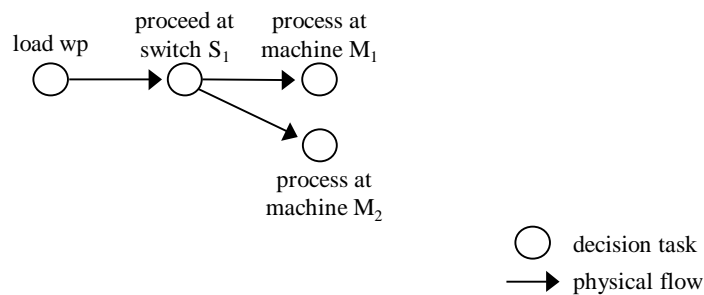 load wp
proceed at
switch S₁
process at
machine M₁
process at
machine M₂
decision task
physical flow